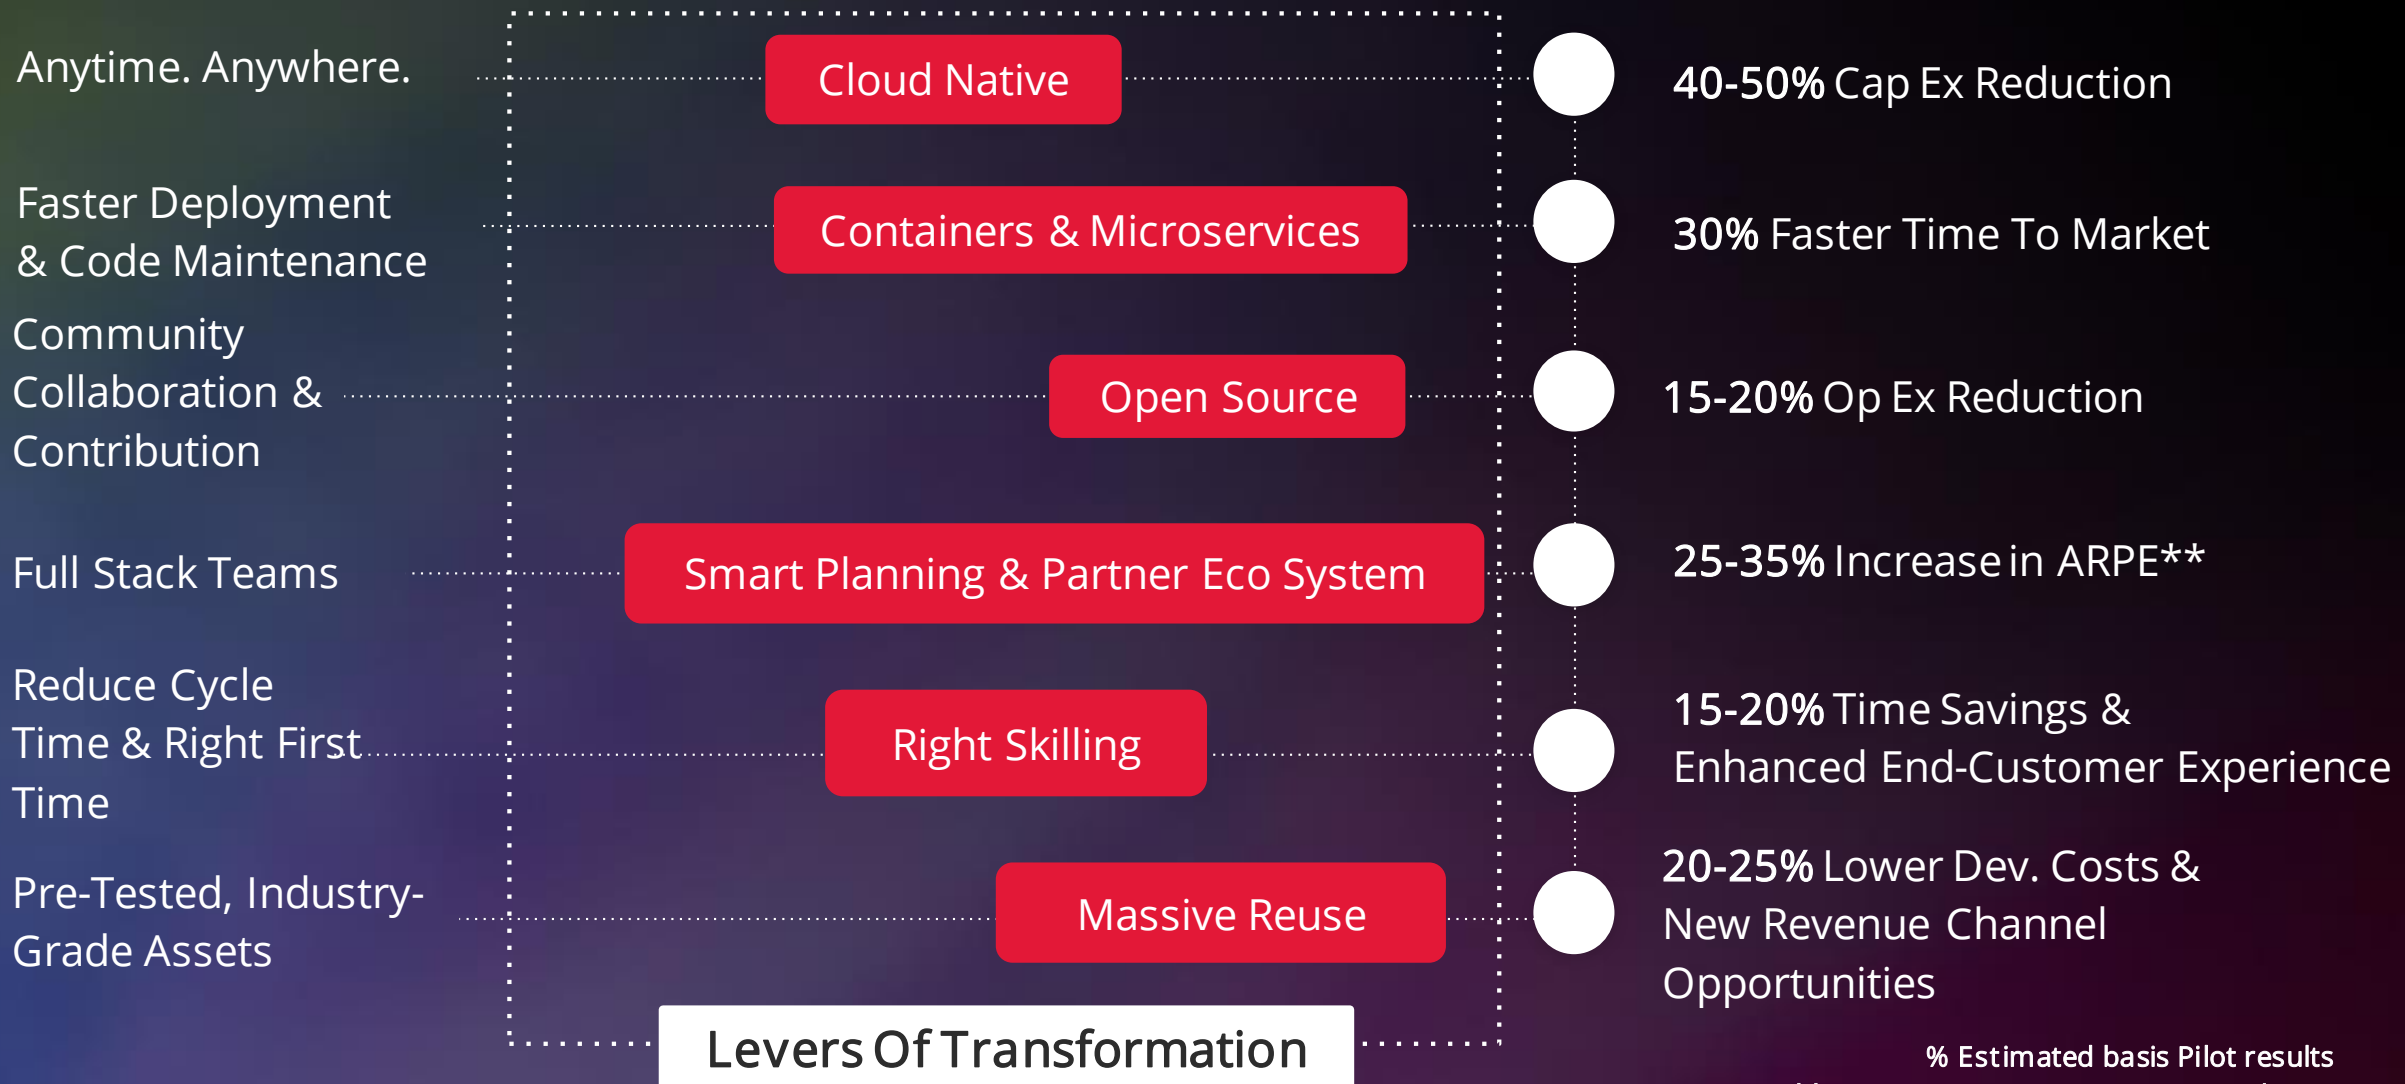 Anytime. Anywhere.
Cloud Native
40-50% Cap Ex Reduction
Faster Deployment
& Code Maintenance
Containers & Microservices
30% Faster Time To Market
Community
Collaboration &
Contribution
Open Source
15-20% Op Ex Reduction
Full Stack Teams
Smart Planning & Partner Eco System
25-35% Increase in ARPE**
Reduce Cycle
Time & Right First
Time
Right Skilling
15-20% Time Savings &
Enhanced End-Customer Experience
Pre-Tested, Industry-
Grade Assets
Massive Reuse
20-25% Lower Dev. Costs &
New Revenue Channel
Opportunities
Levers Of Transformation
% Estimated basis Pilot results